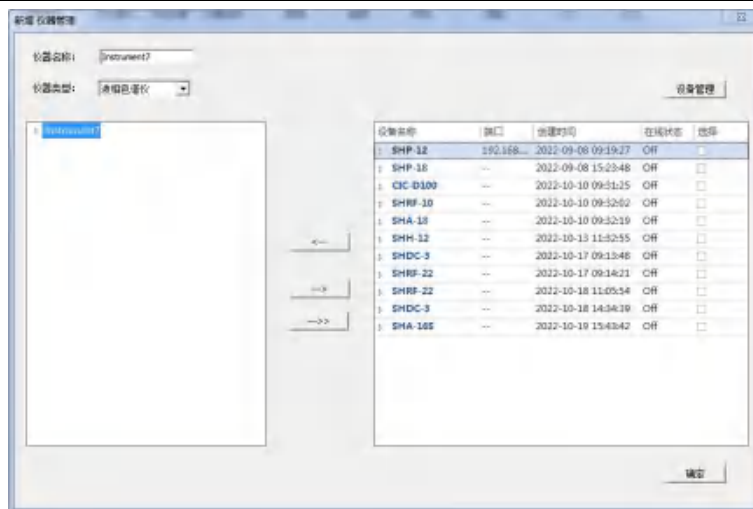 新增 仪器管理
仪器名称: Instrument7
仪器类型: 液相色谱仪
设备管理
Instrument7
设备名称 端口 创建时间 在线状态 选择
SHP-12 192.168... 2022-09-08 09:19:27 Off
SHP-18 -- 2022-09-08 15:23:48 Off
CIC-D100 -- 2022-10-10 09:31:25 Off
SHRF-10 -- 2022-10-10 09:32:02 Off
SHA-18 -- 2022-10-10 09:32:19 Off
SHH-12 -- 2022-10-13 11:32:55 Off
SHDC-3 -- 2022-10-17 09:13:48 Off
SHRF-22 -- 2022-10-17 09:14:21 Off
SHRF-22 -- 2022-10-18 11:05:54 Off
SHDC-3 -- 2022-10-18 14:34:39 Off
SHA-16S -- 2022-10-19 15:43:42 Off
<--
-->
-->>
确定